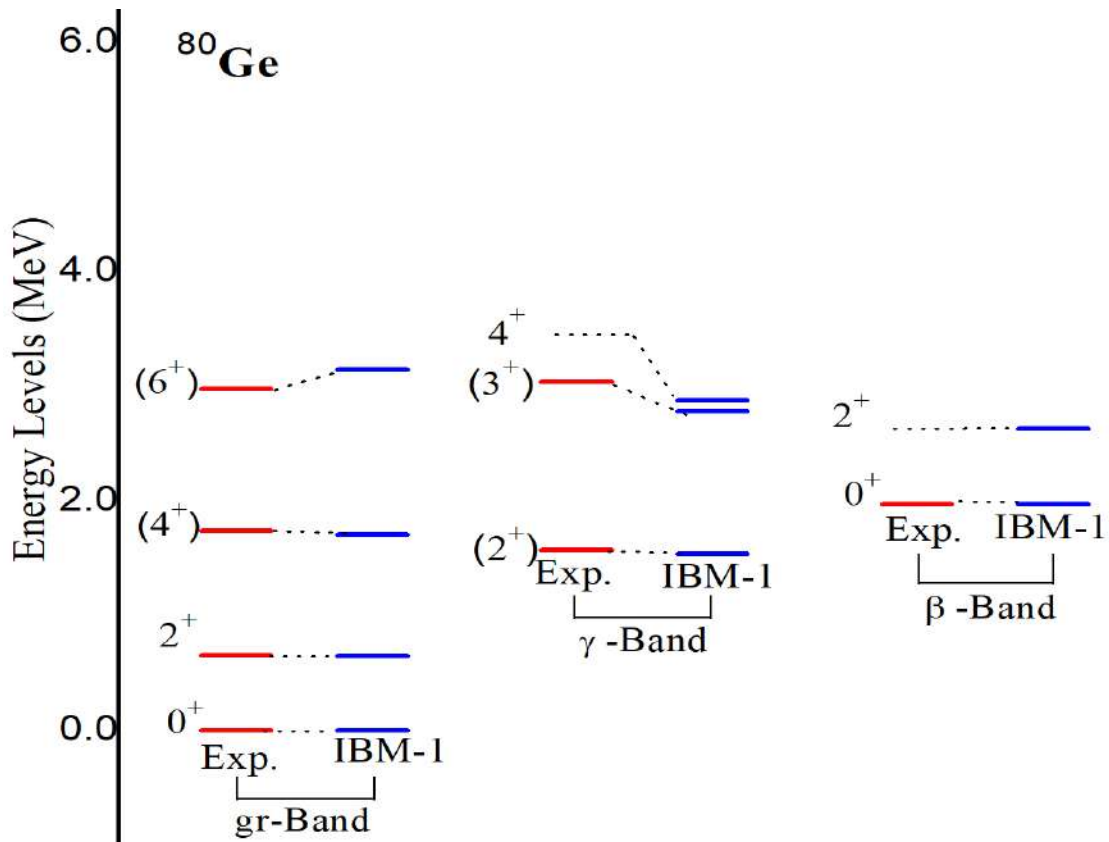 6.0
⁸⁰Ge
Energy Levels (MeV)
4.0
2.0
0.0
(6⁺)
(4⁺)
2⁺
0⁺
Exp.
IBM-1
gr-Band
4⁺
(3⁺)
(2⁺)
Exp.
IBM-1
γ -Band
2⁺
0⁺
Exp.
IBM-1
β -Band